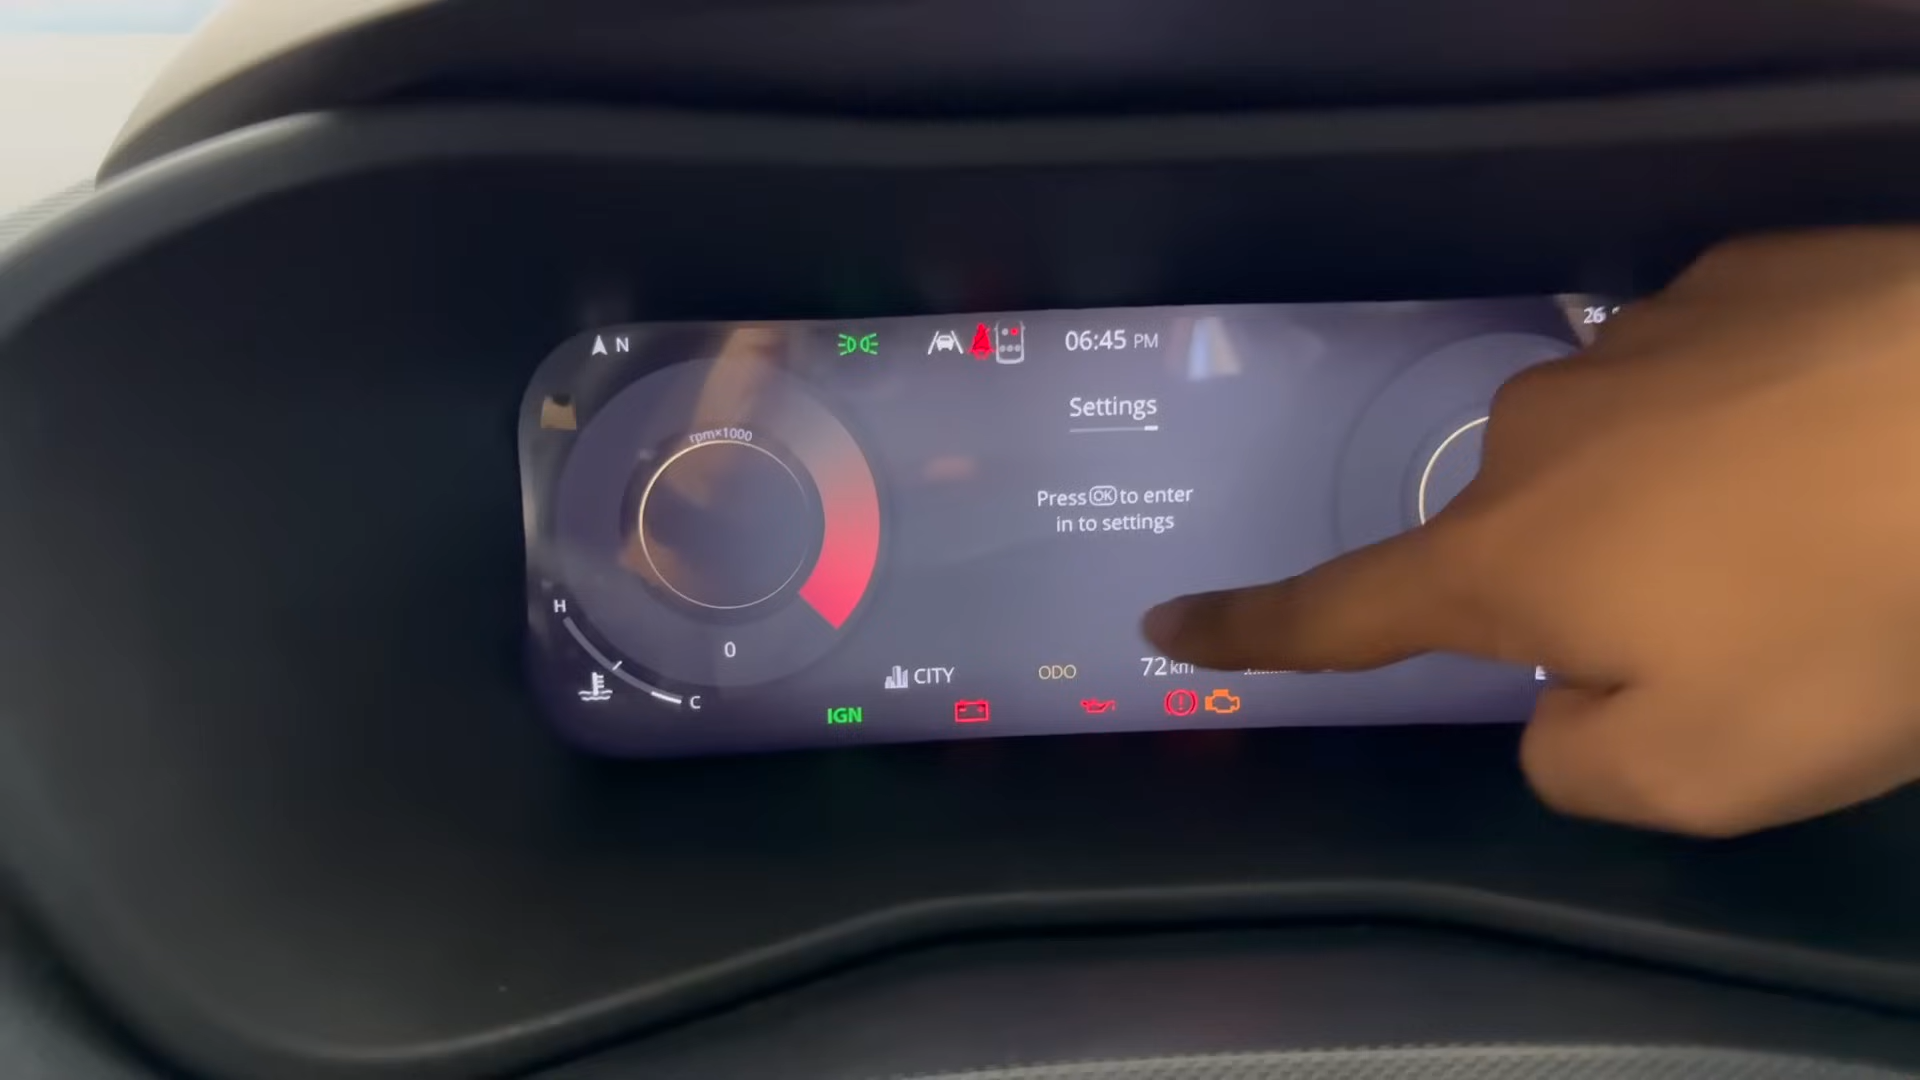 N
06:45 PM
26
Settings
rpm×1000
Press OK to enter
in to settings
H
0
C
CITY
ODO
72 km
IGN